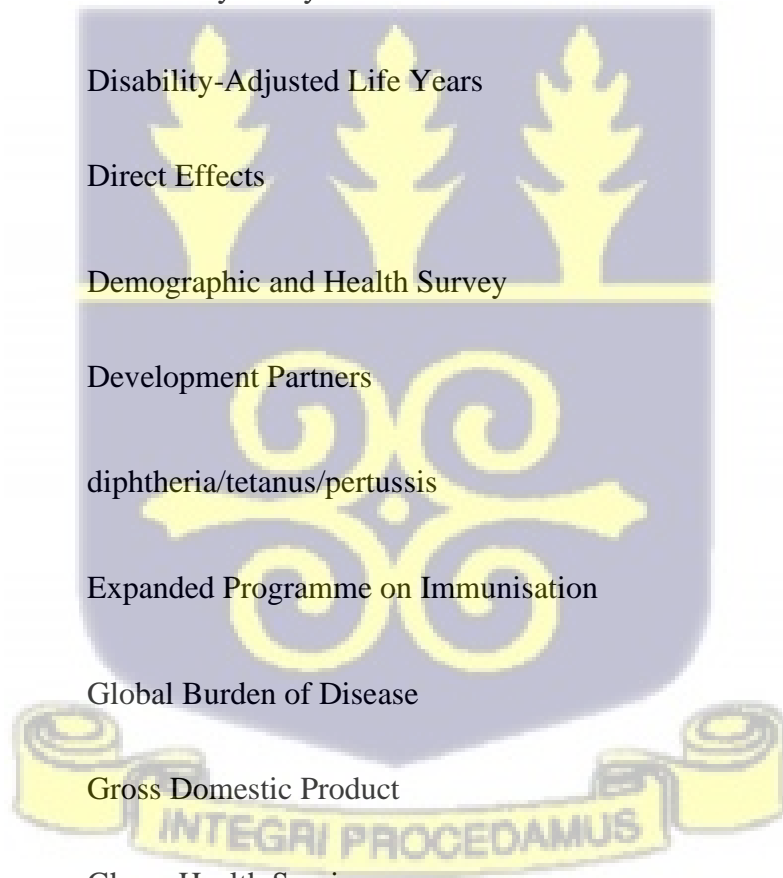 Disability-Adjusted Life Years
Direct Effects
Demographic and Health Survey
Development Partners
diphtheria/tetanus/pertussis
Expanded Programme on Immunisation
Global Burden of Disease
Gross Domestic Product
INTEGRI PROCEDAMUS